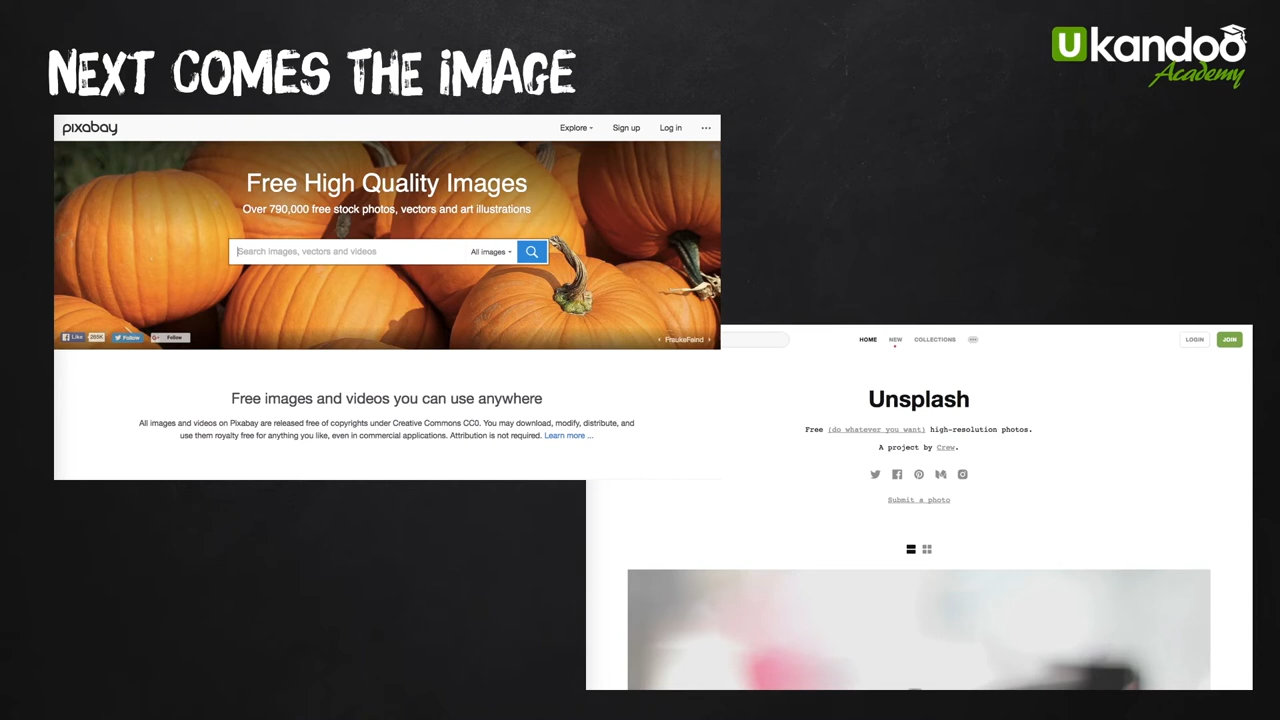 NEXT COMES THE iMAGE
Ukandoo
Academy
pixabay
Explore
Sign up
Log in
Free High Quality Images
Over 790,000 free stock photos, vectors and art illustrations
Search images, vectors and videos
All images
Like
265K
Follow
G+
Follow
FraukeFeind
Free images and videos you can use anywhere
All images and videos on Pixabay are released free of copyrights under Creative Commons CC0. You may download, modify, distribute, and
use them royalty free for anything you like, even in commercial applications. Attribution is not required. Learn more ...
HOME
NEW
COLLECTIONS
LOGIN
JOIN
Unsplash
Free (do whatever you want) high-resolution photos.
A project by Crew.
Submit a photo